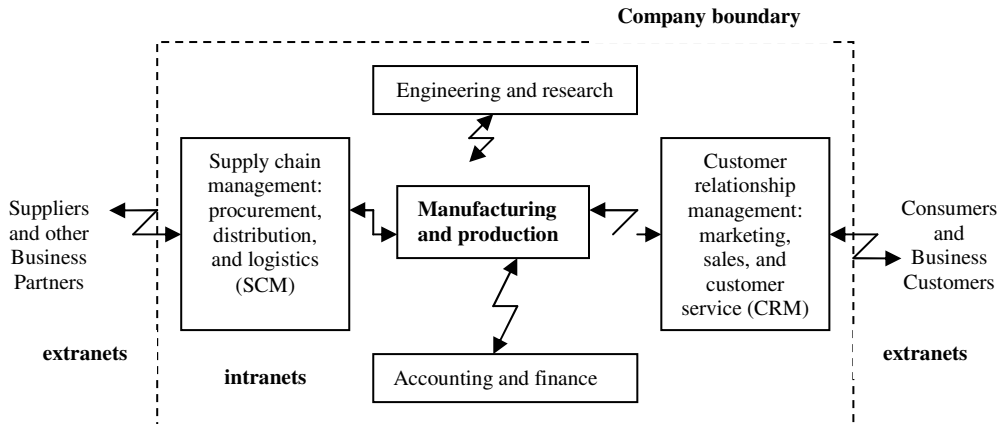 Company boundary
Engineering and research
Supply chain
management:
procurement,
distribution,
and logistics
(SCM)
Customer
relationship
management:
marketing,
sales, and
customer
service (CRM)
Suppliers
and other
Business
Partners
Manufacturing
and production
Consumers
and
Business
Customers
extranets
intranets
Accounting and finance
extranets